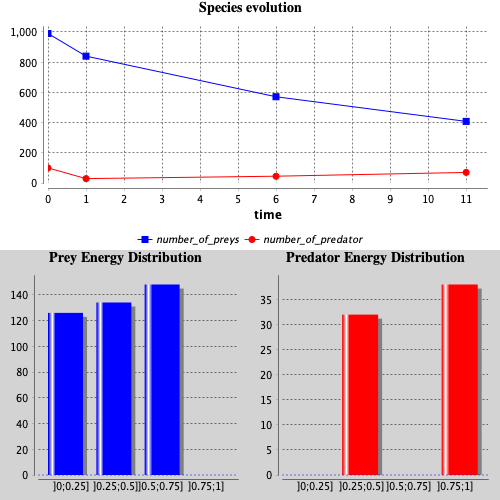 Species evolution
1,000
800
600
400
200
0
0 1 2 3 4 5 6 7 8 9 10 11
time
number_of_preys number_of_predator
Prey Energy Distribution
140
120
100
80
60
40
20
0
]0;0.25] ]0.25;0.5] ]0.5;0.75] ]0.75;1]
Predator Energy Distribution
35
30
25
20
15
10
5
0
]0;0.25] ]0.25;0.5] ]0.5;0.75] ]0.75;1]